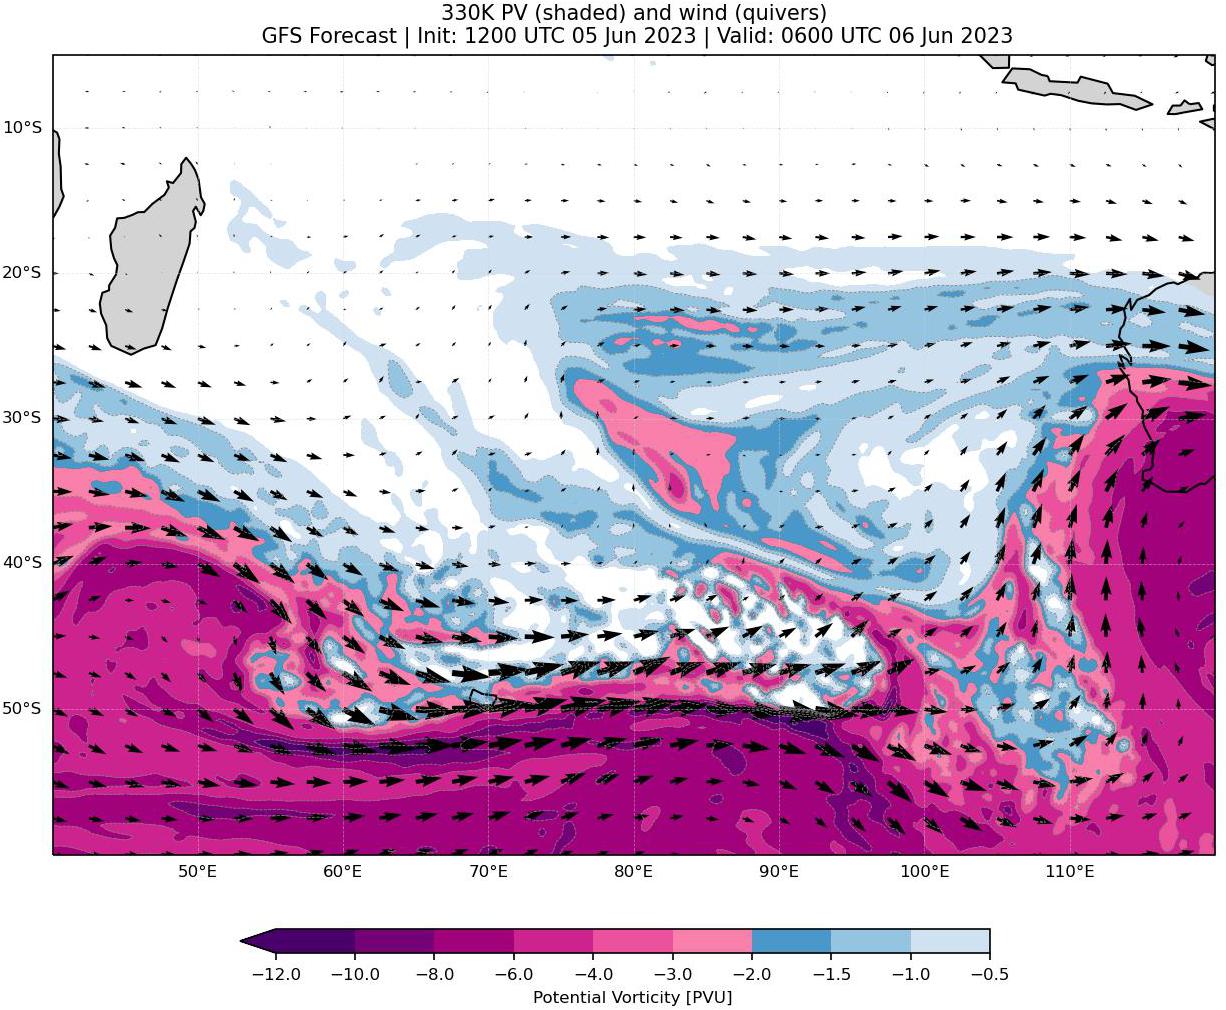 330K PV (shaded) and wind (quivers)
GFS Forecast | Init: 1200 UTC 05 Jun 2023 | Valid: 0600 UTC 06 Jun 2023
10°S
20°S
30°S
40°S
50°S
50°E 60°E 70°E 80°E 90°E 100°E 110°E
−12.0 −10.0 −8.0 −6.0 −4.0 −3.0 −2.0 −1.5 −1.0 −0.5
Potential Vorticity [PVU]